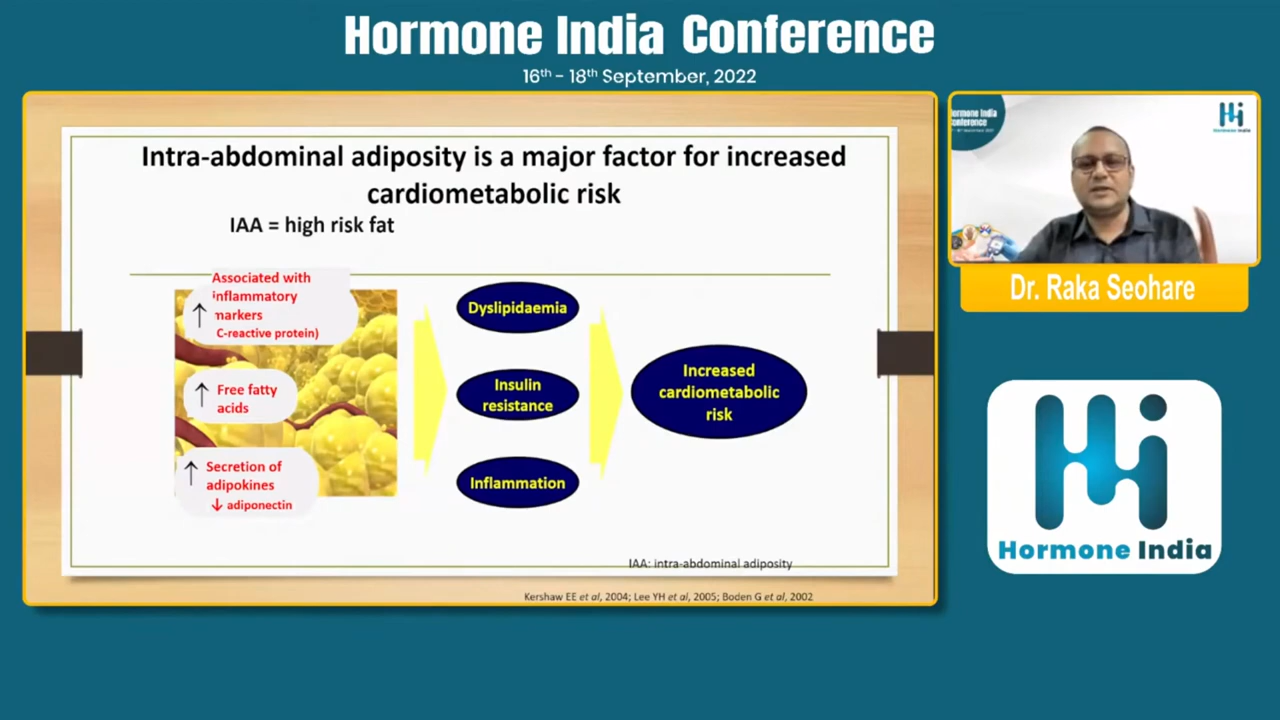 Hormone India Conference
16th - 18th September, 2022
Intra-abdominal adiposity is a major factor for increased
cardiometabolic risk
IAA = high risk fat
↑ Associated with
inflammatory
markers
C-reactive protein)
↑ Free fatty
acids
↑ Secretion of
adipokines
↓ adiponectin
Dyslipidaemia
Insulin
resistance
Inflammation
Increased
cardiometabolic
risk
IAA: intra-abdominal adiposity
Kershaw EE et al, 2004; Lee YH et al, 2005; Boden G et al, 2002
Hormone India
Dr. Raka Seohare
Hormone India